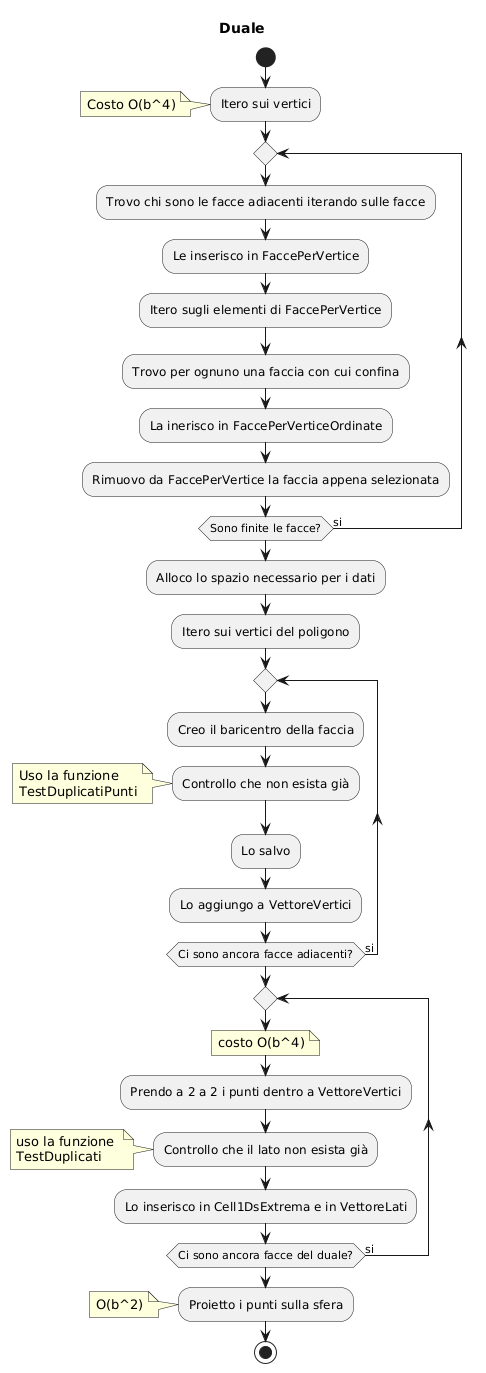 Duale
Costo O(b^4)
Itero sui vertici
Trovo chi sono le facce adiacenti iterando sulle facce
Le inserisco in FaccePerVertice
Itero sugli elementi di FaccePerVertice
Trovo per ognuno una faccia con cui confina
La inerisco in FaccePerVerticeOrdinate
Rimuovo da FaccePerVertice la faccia appena selezionata
Sono finite le facce?
si
Alloco lo spazio necessario per i dati
Itero sui vertici del poligono
Creo il baricentro della faccia
Uso la funzione
TestDuplicatiPunti
Controllo che non esista già
Lo salvo
Lo aggiungo a VettoreVertici
Ci sono ancora facce adiacenti?
si
costo O(b^4)
Prendo a 2 a 2 i punti dentro a VettoreVertici
uso la funzione
TestDuplicati
Controllo che il lato non esista già
Lo inserisco in Cell1DsExtrema e in VettoreLati
Ci sono ancora facce del duale?
si
O(b^2)
Proietto i punti sulla sfera